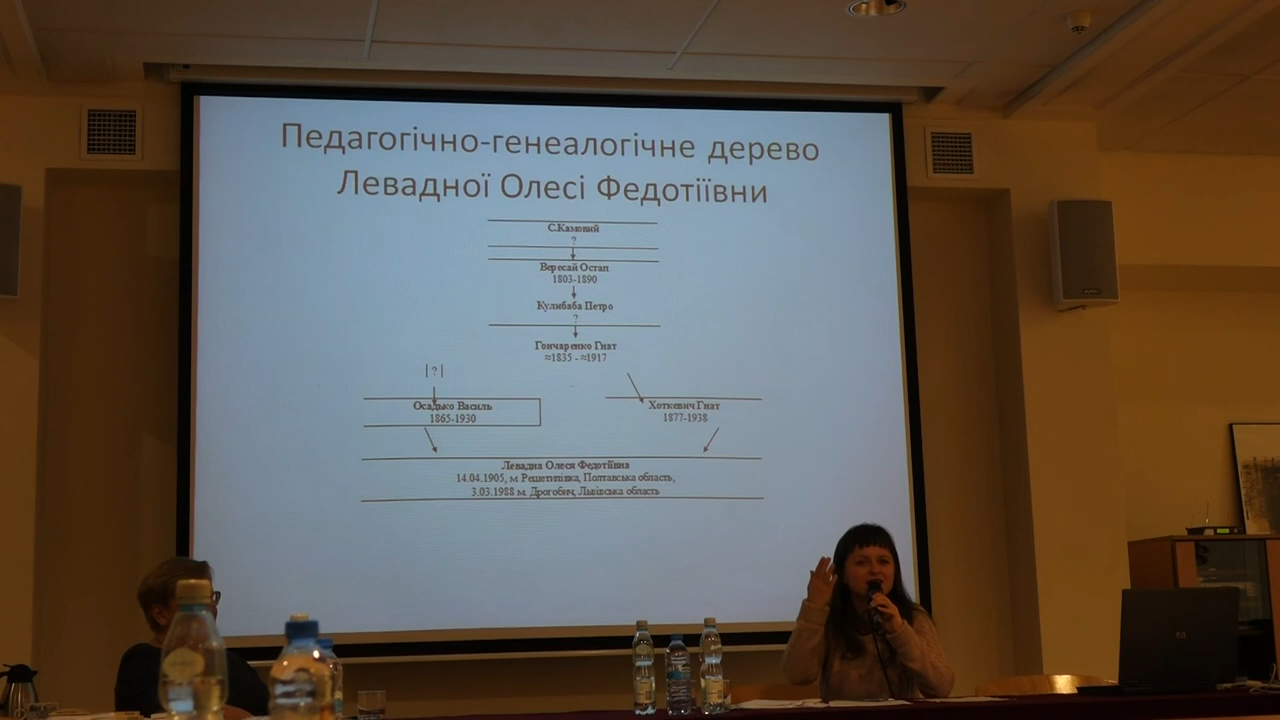 Педагогічно-генеалогічне дерево
Левадної Олесі Федотіївни
С.Камовий
?
Вересай Остап
1803-1890
Кулибаба Петро
?
Гончаренко Гнат
≈1835 - ≈1917
|?|
Осадько Василь
1865-1930
Хоткевич Гнат
1877-1938
Левадна Олеся Федотіївна
14.04.1905, м. Решетилівка, Полтавська область,
3.03.1988 м. Дрогобич, Львівська область